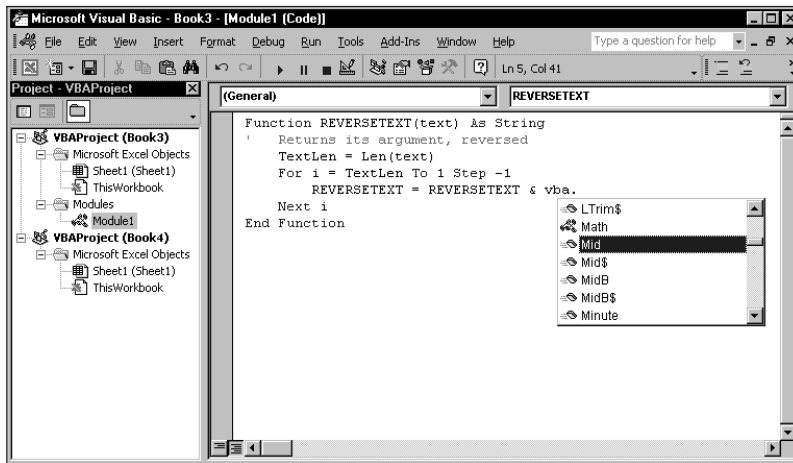 Microsoft Visual Basic - Book3 - [Module1 (Code)]
File Edit View Insert Format Debug Run Tools Add-Ins Window Help Type a question for help
Ln 5, Col 41
Project - VBAProject
VBAProject (Book3)
Microsoft Excel Objects
Sheet1 (Sheet1)
ThisWorkbook
Modules
Module1
VBAProject (Book4)
Microsoft Excel Objects
Sheet1 (Sheet1)
ThisWorkbook
(General) REVERSETEXT
Function REVERSETEXT(text) As String
' Returns its argument, reversed
TextLen = Len(text)
For i = TextLen To 1 Step -1
REVERSETEXT = REVERSETEXT & vba.
Next i
End Function
LTrim$
Math
Mid
Mid$
MidB
MidB$
Minute